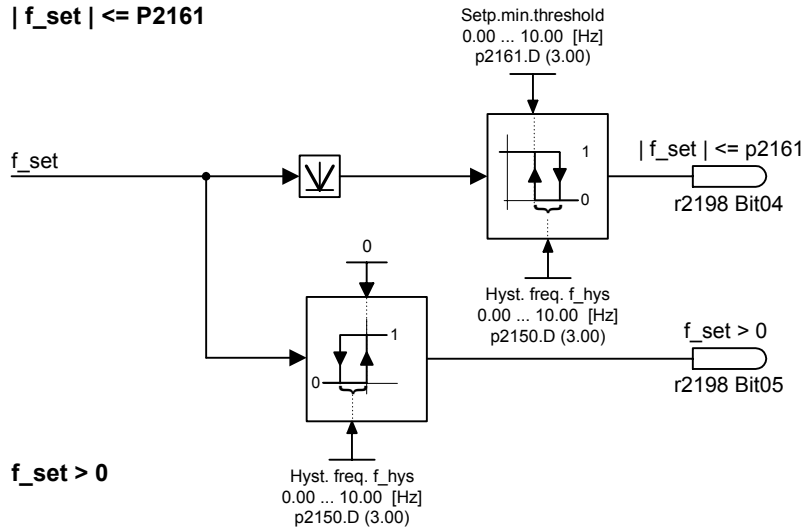 | f_set | <= P2161
Setp.min.threshold
0.00 ... 10.00 [Hz]
p2161.D (3.00)
f_set
1
0
| f_set | <= p2161
r2198 Bit04
0
Hyst. freq. f_hys
0.00 ... 10.00 [Hz]
p2150.D (3.00)
1
0
f_set > 0
r2198 Bit05
f_set > 0
Hyst. freq. f_hys
0.00 ... 10.00 [Hz]
p2150.D (3.00)